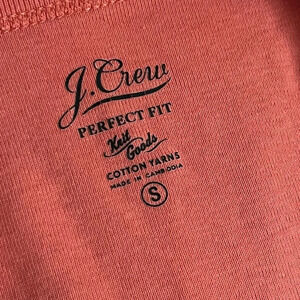 J.Crew
PERFECT FIT
Knit
Goods
COTTON YARNS
MADE IN CAMBODIA
S